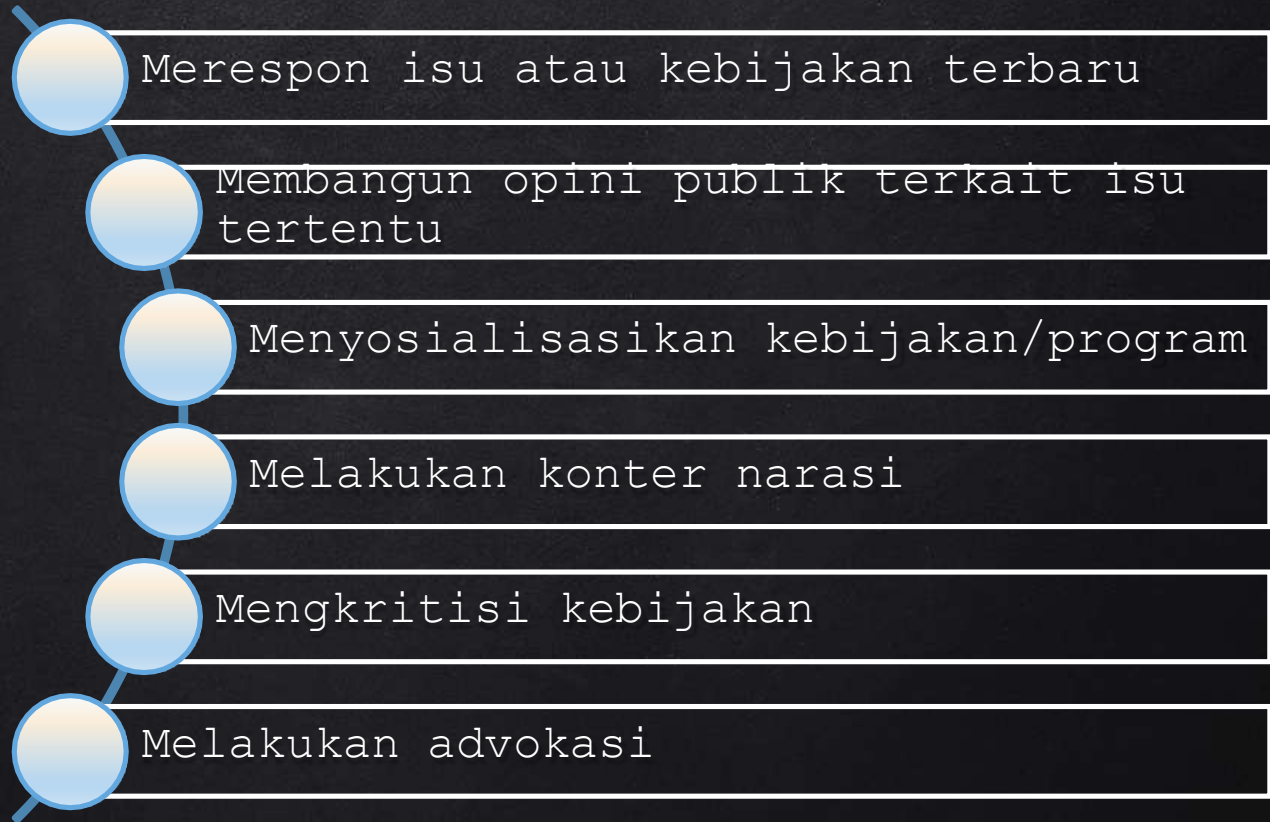 Merespon isu atau kebijakan terbaru
Membangun opini publik terkait isu
tertentu
Menyosialisasikan kebijakan/program
Melakukan konter narasi
Mengkritisi kebijakan
Melakukan advokasi